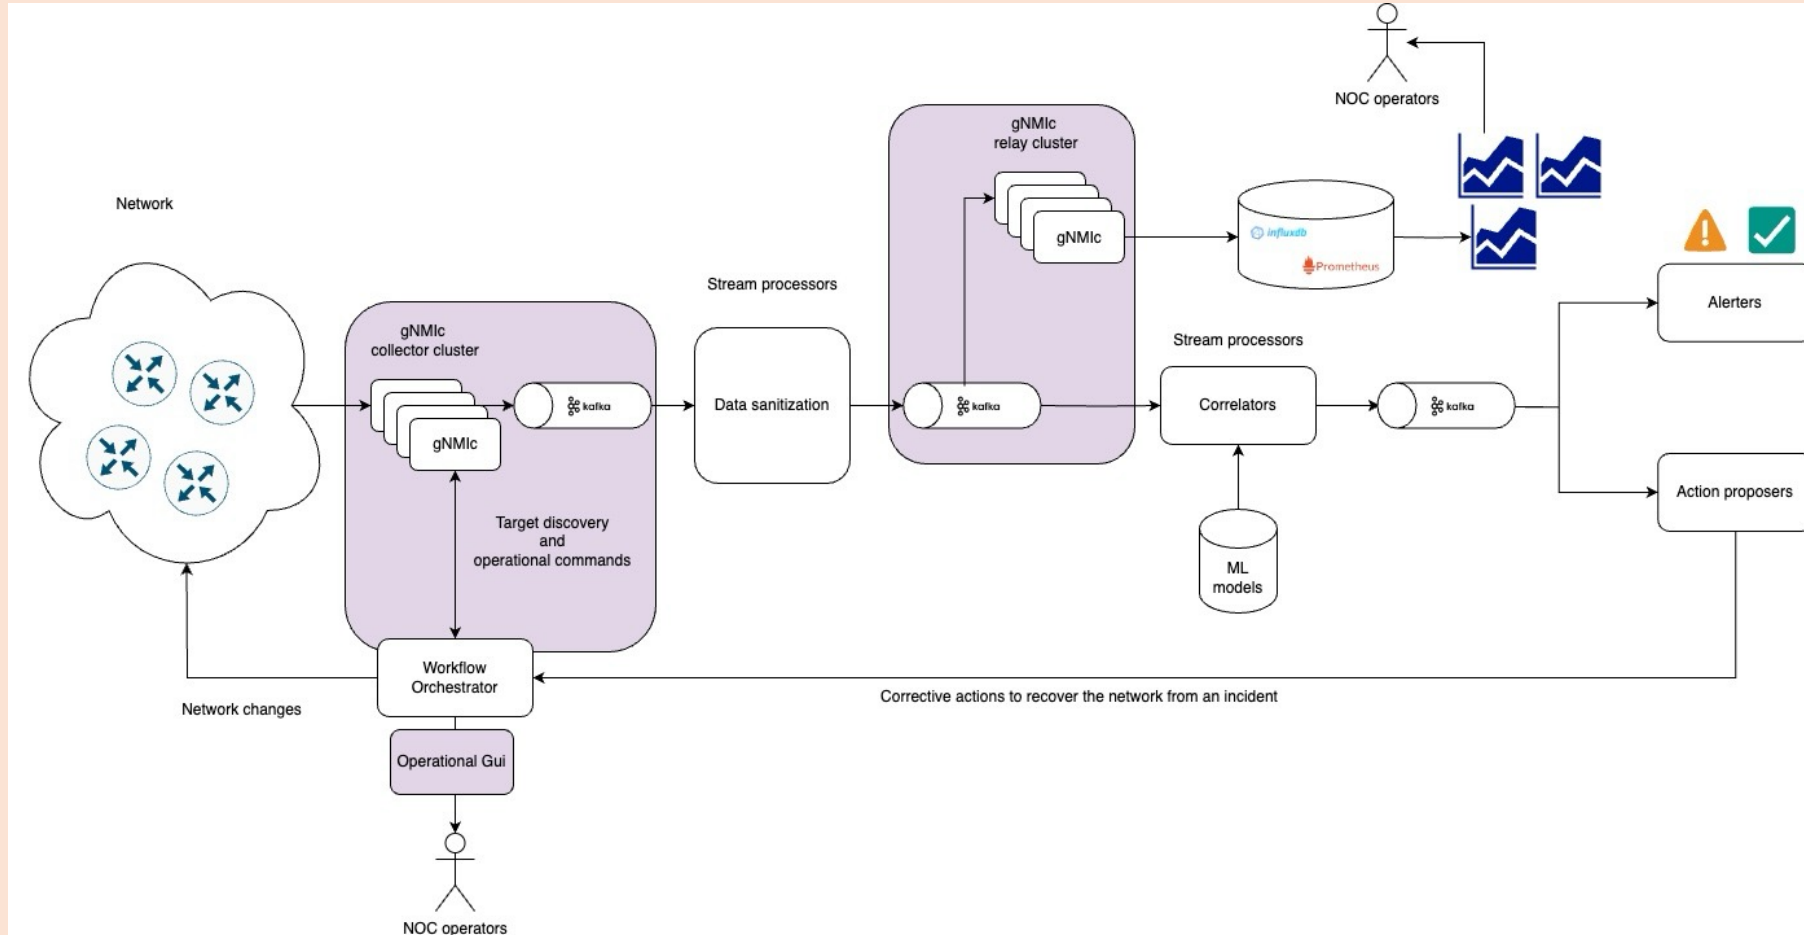 NOC operators
gNMIc
relay cluster
Network
gNMIc
influxdb
Prometheus
Stream processors
Alerters
gNMIc
collector cluster
Stream processors
kafka
Data sanitization
kafka
Correlators
kafka
gNMIc
Action proposers
Target discovery
and
operational commands
ML
models
Workflow
Orchestrator
Corrective actions to recover the network from an incident
Network changes
Operational Gui
NOC operators